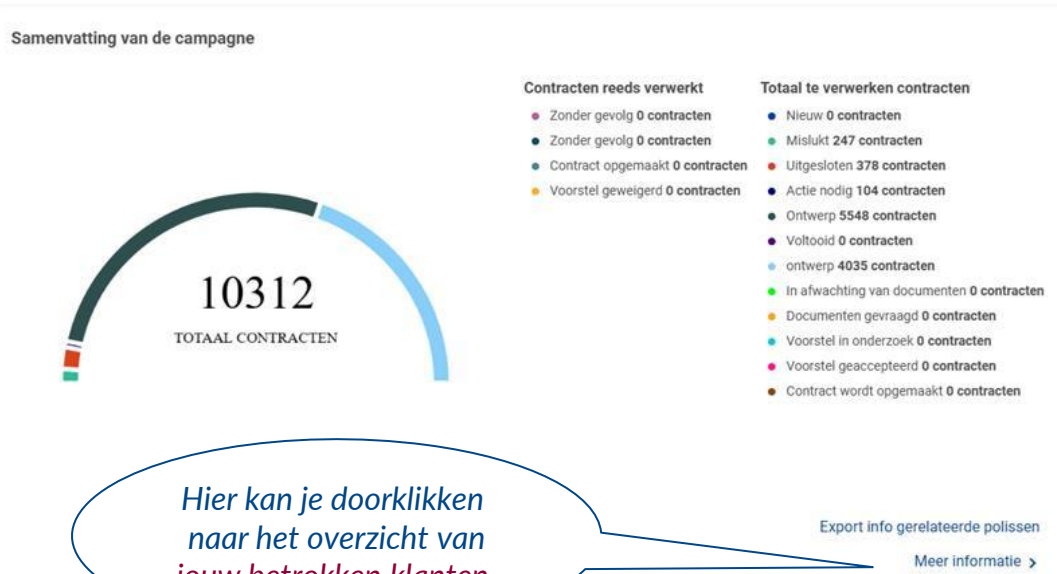 Samenvatting van de campagne
Contracten reeds verwerkt
Zonder gevolg 0 contracten
Zonder gevolg 0 contracten
Contract opgemaakt 0 contracten
Voorstel geweigerd 0 contracten
Totaal te verwerken contracten
Nieuw 0 contracten
Mislukt 247 contracten
Uitgesloten 378 contracten
Actie nodig 104 contracten
Ontwerp 5548 contracten
Voltooid 0 contracten
ontwerp 4035 contracten
In afwachting van documenten 0 contracten
Documenten gevraagd 0 contracten
Voorstel in onderzoek 0 contracten
Voorstel geaccepteerd 0 contracten
Contract wordt opgemaakt 0 contracten
10312
TOTAAL CONTRACTEN
Hier kan je doorklikken
naar het overzicht van
jouw betrokken klanten
Export info gerelateerde polissen
Meer informatie >